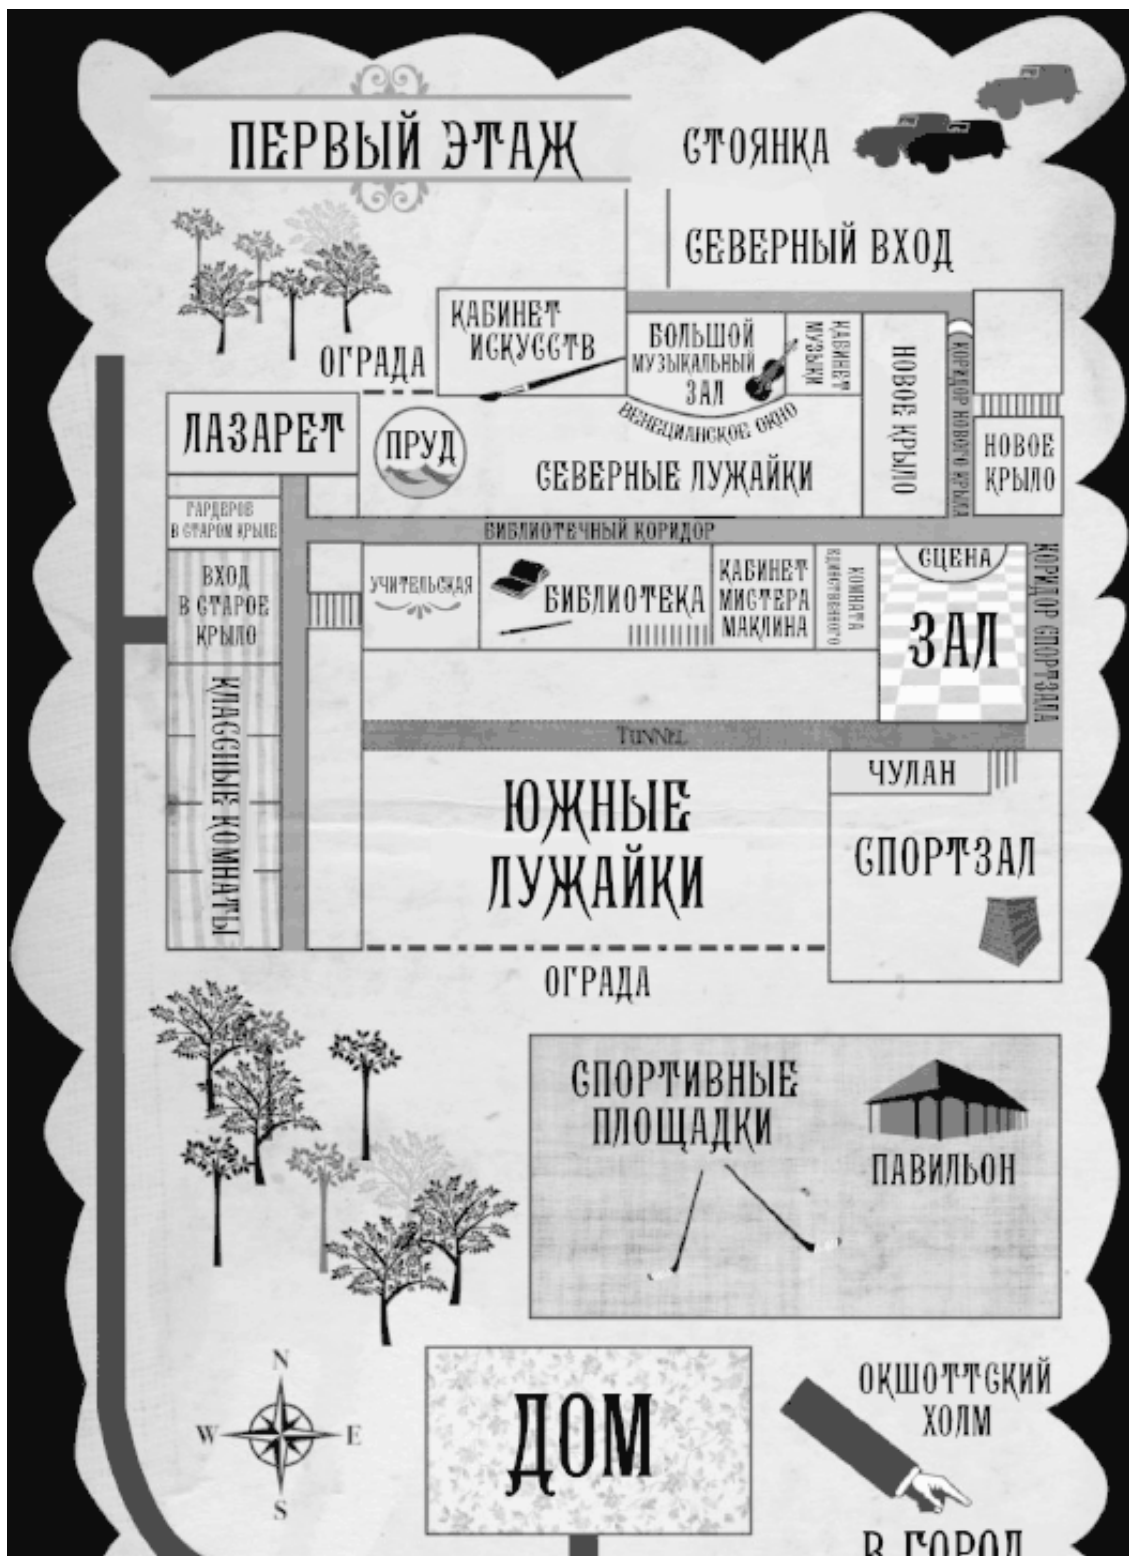 ПЕРВЫЙ ЭТАЖ
СТОЯНКА
СЕВЕРНЫЙ ВХОД
КАБИНЕТ
ИСКУССТВ
БОЛЬШОЙ
МУЗЫКАЛЬНЫЙ
ЗАЛ
КАБИНЕТ
МУЗЫКИ
ВЕНЕЦИАНСКОЕ ОКНО
НОВОЕ КРЫЛО
КОРИДОР НОВОГО КРЫЛА
НОВОЕ
КРЫЛО
ОГРАДА
ЛАЗАРЕТ
ПРУД
СЕВЕРНЫЕ ЛУЖАЙКИ
ГАРДЕРОБ
В СТАРОМ КРЫЛЕ
БИБЛИОТЕЧНЫЙ КОРИДОР
ВХОД
В СТАРОЕ
КРЫЛО
УЧИТЕЛЬСКАЯ
БИБЛИОТЕКА
КАБИНЕТ
МИСТЕРА
МАКЛИНА
КОМНАТА
ЕДИНСТВЕННОГО
СЦЕНА
ЗАЛ
КОРИДОР СПОРТЗАЛА
КЛАССНЫЕ КОМНАТЫ
TUNNEL
ЮЖНЫЕ
ЛУЖАЙКИ
ЧУЛАН
СПОРТЗАЛ
ОГРАДА
СПОРТИВНЫЕ
ПЛОЩАДКИ
ПАВИЛЬОН
N
W
E
S
ДОМ
ОКШОТТСКИЙ
ХОЛМ
В ГОРОД